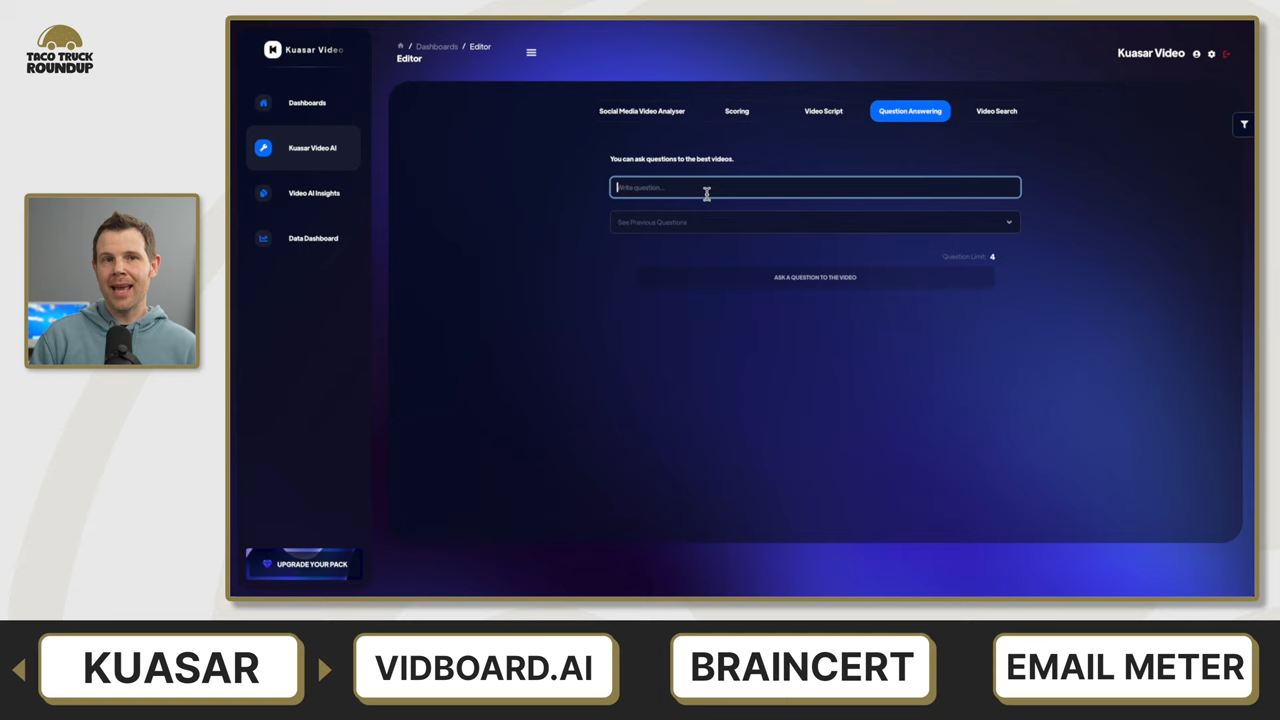 TACO TRUCK
ROUNDUP
Kuasar Video
Dashboards
Kuasar Video AI
Video AI Insights
Data Dashboard
UPGRADE YOUR PACK
/ Dashboards / Editor
Editor
Kuasar Video
Social Media Video Analyser
Scoring
Video Script
Question Answering
Video Search
You can ask questions to the best videos.
Write question...
See Previous Questions
Question Limit: 4
ASK A QUESTION TO THE VIDEO
KUASAR
VIDBOARD.AI
BRAINCERT
EMAIL METER